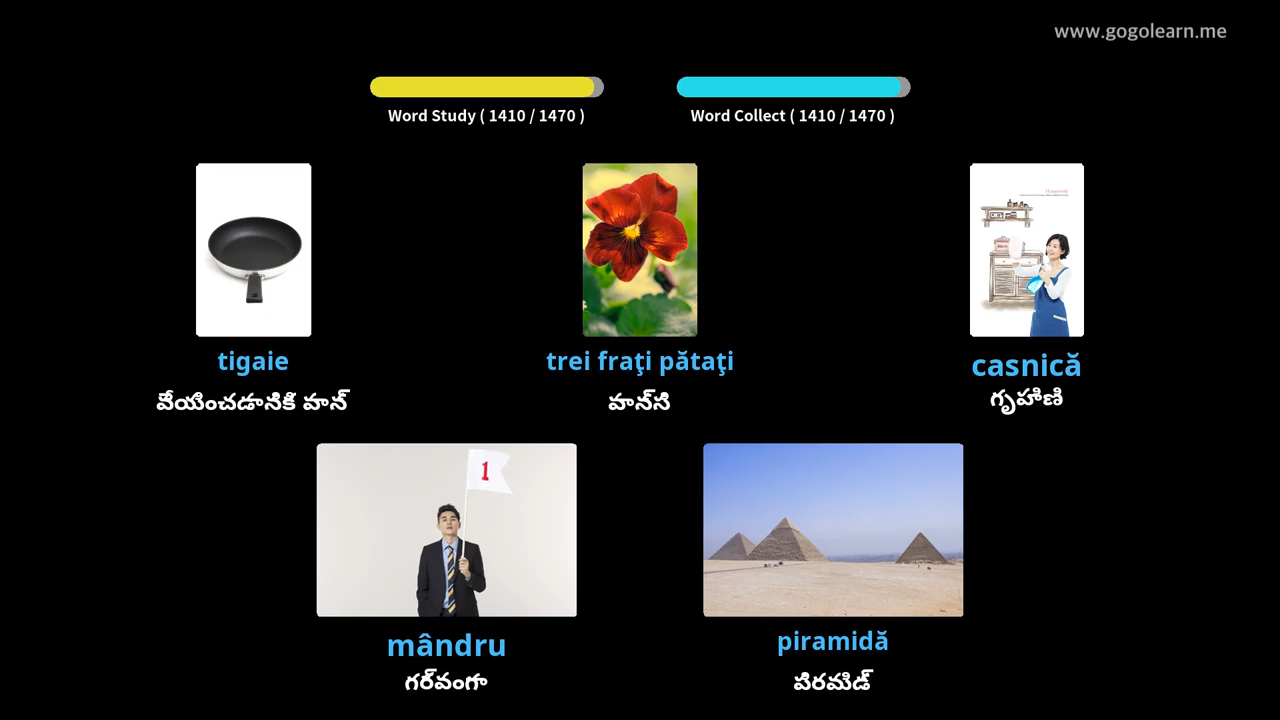 www.gogolearn.me
Word Study ( 1410 / 1470 )
Word Collect ( 1410 / 1470 )
tigaie
వేయించడానికి పాన్
trei fraţi pătaţi
పాన్‌సి
casnică
గృహిణి
1
mândru
గర్వంగా
piramidă
పిరమిడ్